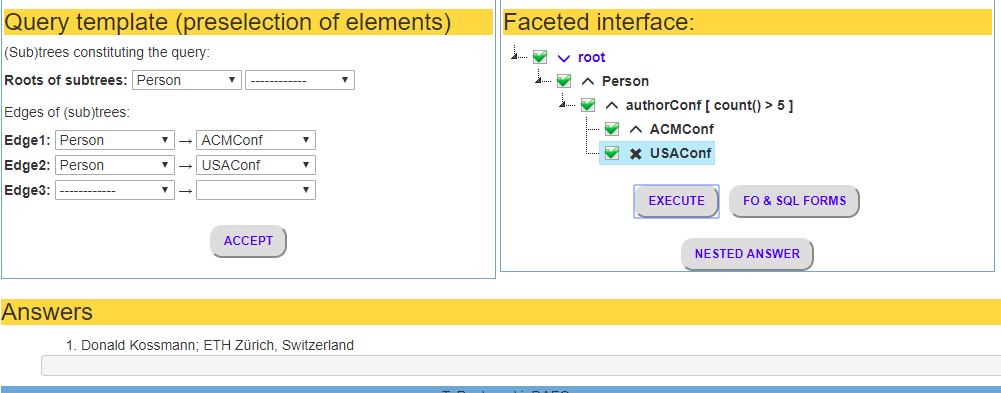 Query template (preselection of elements)
(Sub)trees constituting the query:
Roots of subtrees: Person ------------
Edges of (sub)trees:
Edge1: Person → ACMConf
Edge2: Person → USAConf
Edge3: ------------ →
ACCEPT
Faceted interface:
root
Person
authorConf [ count() > 5 ]
ACMConf
USAConf
EXECUTE FO & SQL FORMS
NESTED ANSWER
Answers
1. Donald Kossmann; ETH Zürich, Switzerland